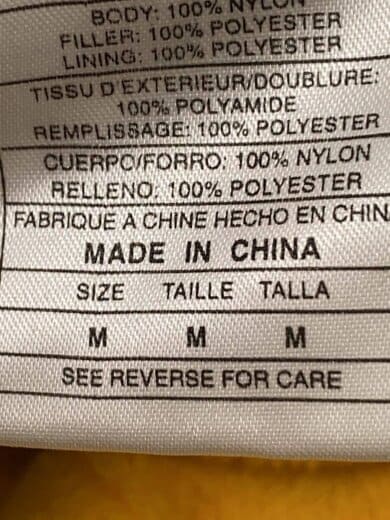 BODY: 100% NYLON
FILLER: 100% POLYESTER
LINING: 100% POLYESTER
TISSU D'EXTERIEUR/DOUBLURE:
100% POLYAMIDE
REMPLISSAGE: 100% POLYESTER
CUERPO/FORRO: 100% NYLON
RELLENO: 100% POLYESTER
FABRIQUE A CHINE HECHO EN CHIN
MADE IN CHINA
SIZE TAILLE TALLA
M M M
SEE REVERSE FOR CARE